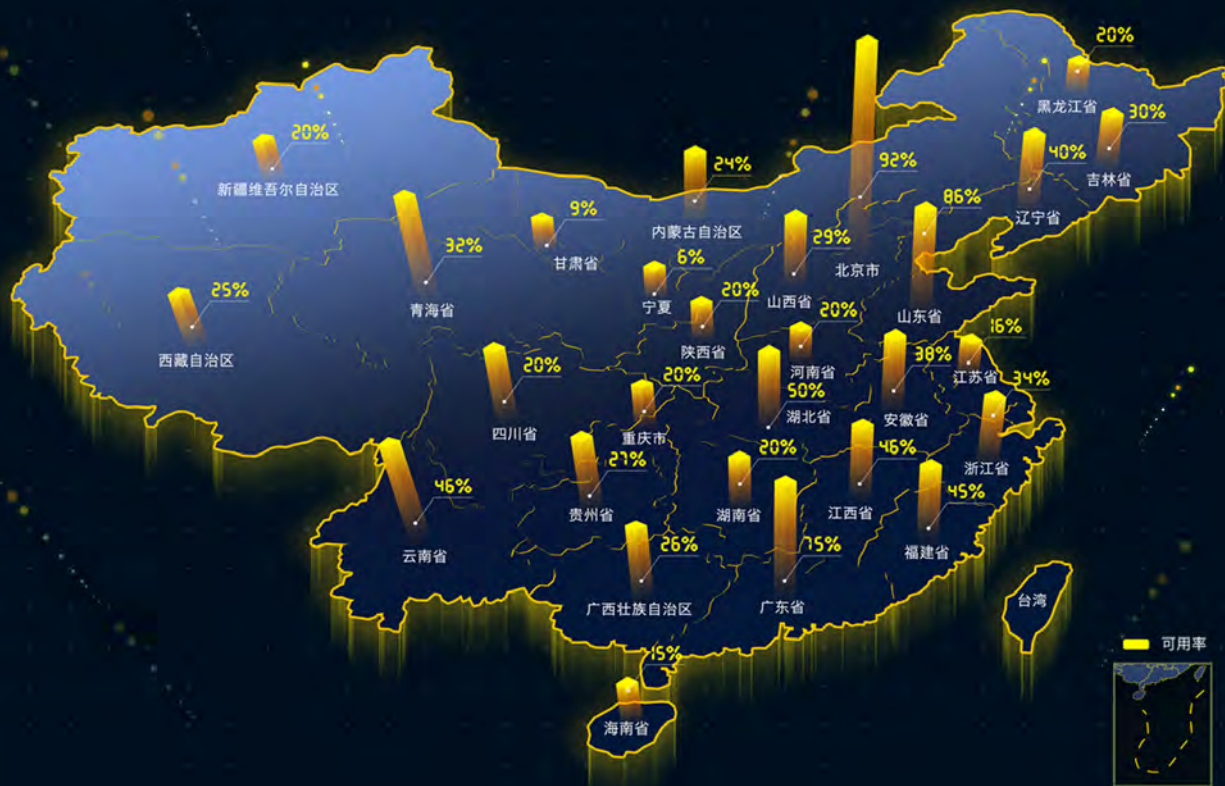 20%
黑龙江省
30%
吉林省
40%
辽宁省
92%
北京市
86%
山东省
20%
新疆维吾尔自治区
24%
内蒙古自治区
9%
甘肃省
32%
青海省
6%
宁夏
29%
山西省
25%
西藏自治区
20%
陕西省
20%
河南省
16%
江苏省
38%
安徽省
34%
浙江省
20%
四川省
20%
重庆市
50%
湖北省
46%
云南省
27%
贵州省
20%
湖南省
46%
江西省
45%
福建省
26%
广西壮族自治区
75%
广东省
台湾
可用率
15%
海南省